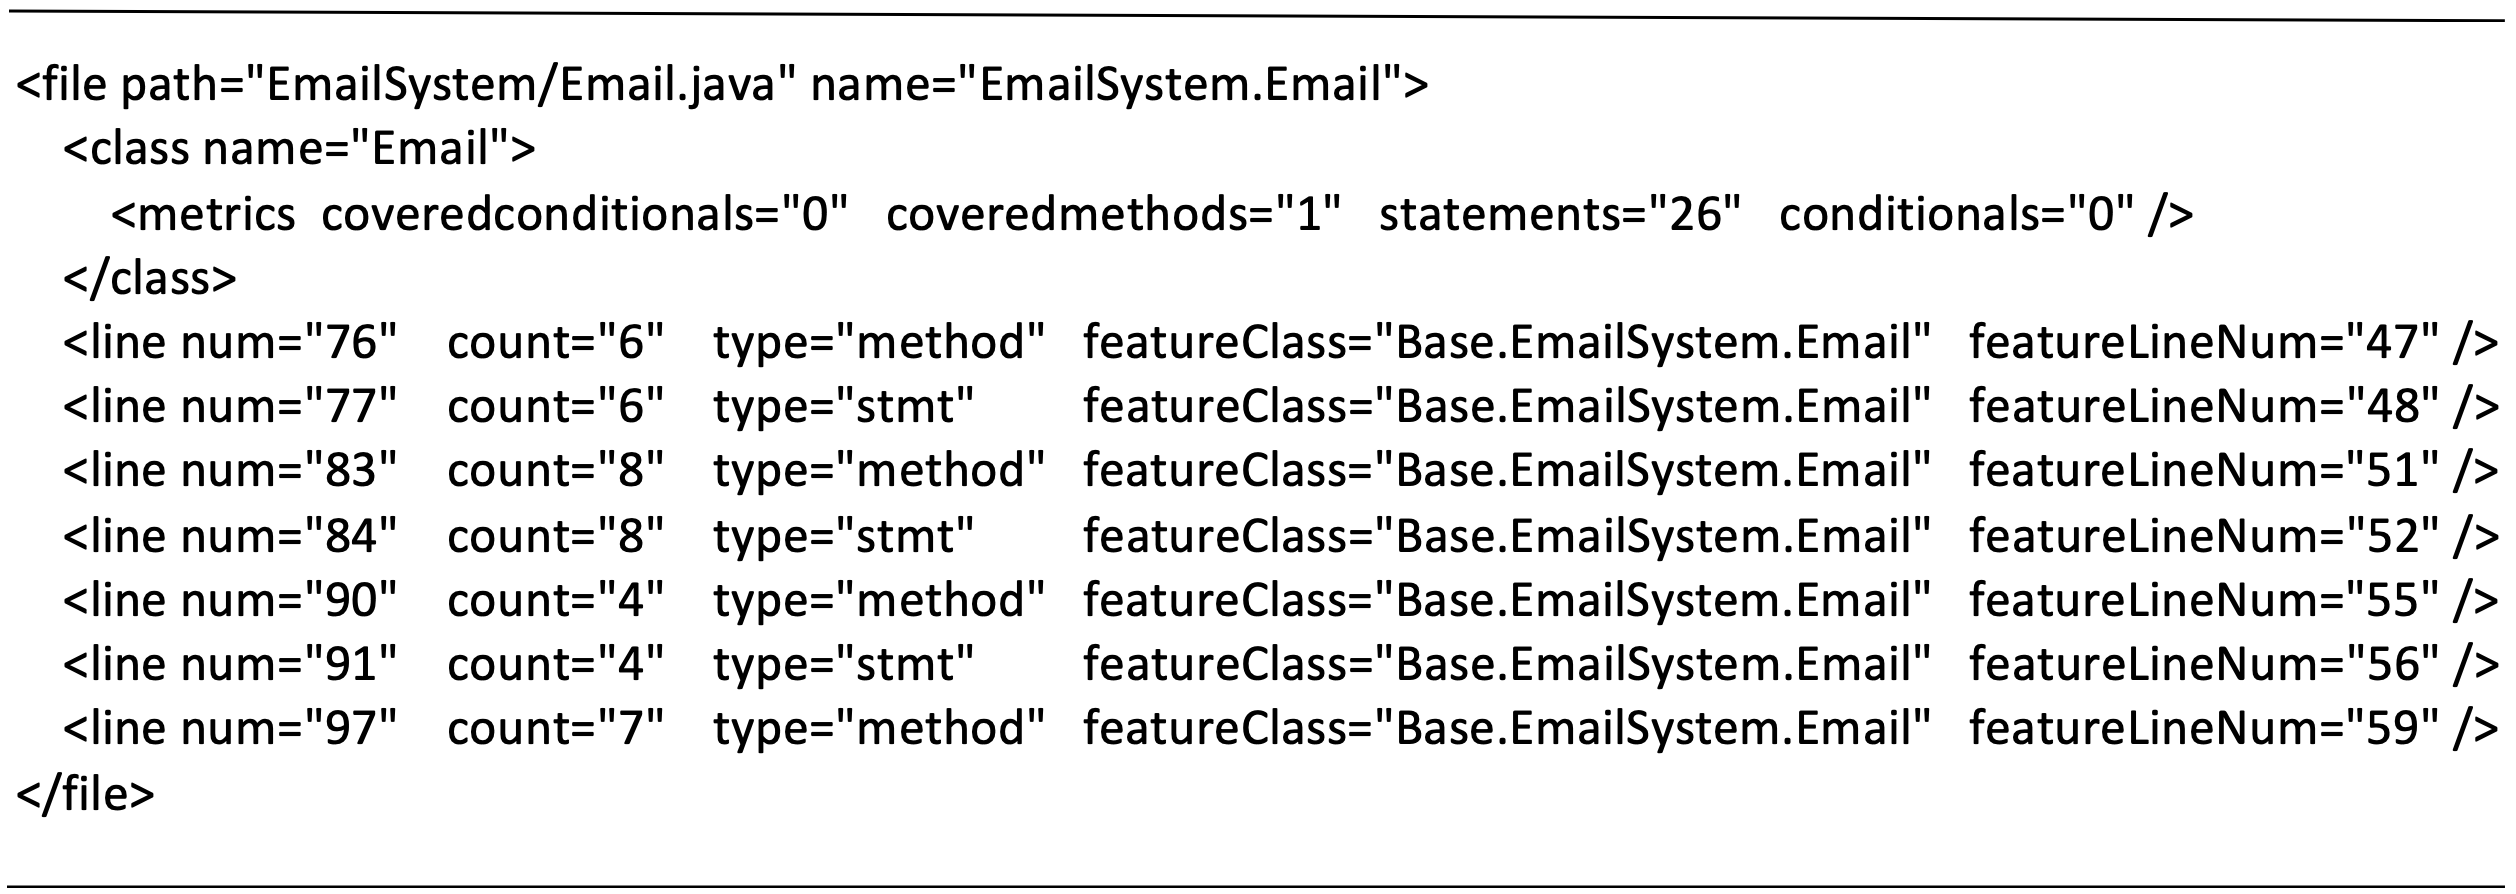 <file path="EmailSystem/Email.java" name="EmailSystem.Email">
<class name="Email">
<metrics coveredconditionals="0" coveredmethods="1" statements="26" conditionals="0" />
</class>
<line num="76" count="6" type="method" featureClass="Base.EmailSystem.Email" featureLineNum="47" />
<line num="77" count="6" type="stmt" featureClass="Base.EmailSystem.Email" featureLineNum="48" />
<line num="83" count="8" type="method" featureClass="Base.EmailSystem.Email" featureLineNum="51" />
<line num="84" count="8" type="stmt" featureClass="Base.EmailSystem.Email" featureLineNum="52" />
<line num="90" count="4" type="method" featureClass="Base.EmailSystem.Email" featureLineNum="55" />
<line num="91" count="4" type="stmt" featureClass="Base.EmailSystem.Email" featureLineNum="56" />
<line num="97" count="7" type="method" featureClass="Base.EmailSystem.Email" featureLineNum="59" />
</file>